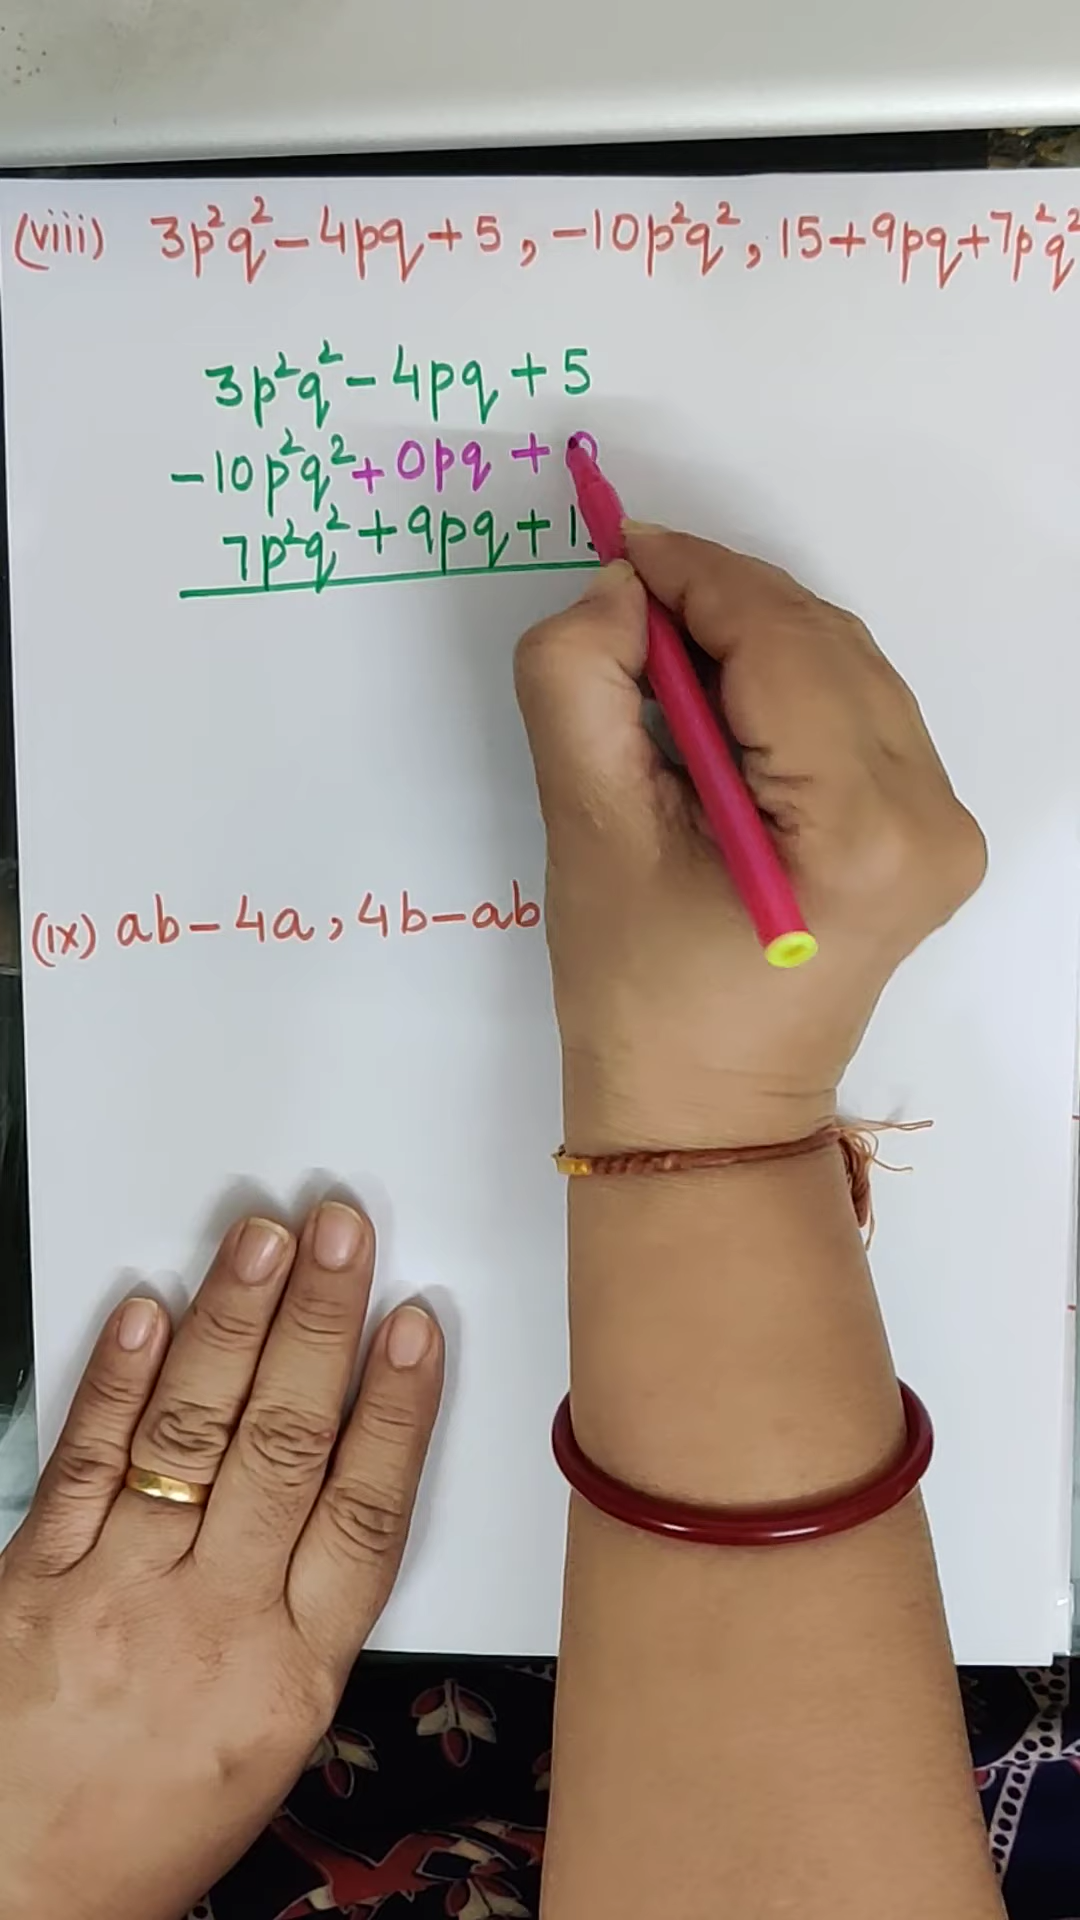 (viii) 3p²q² - 4pq + 5, -10p²q², 15 + 9pq + 7p²q²
3p²q² - 4pq + 5
-10p²q² + 0pq + 0
7p²q² + 9pq + 1
(ix) ab - 4a, 4b - ab